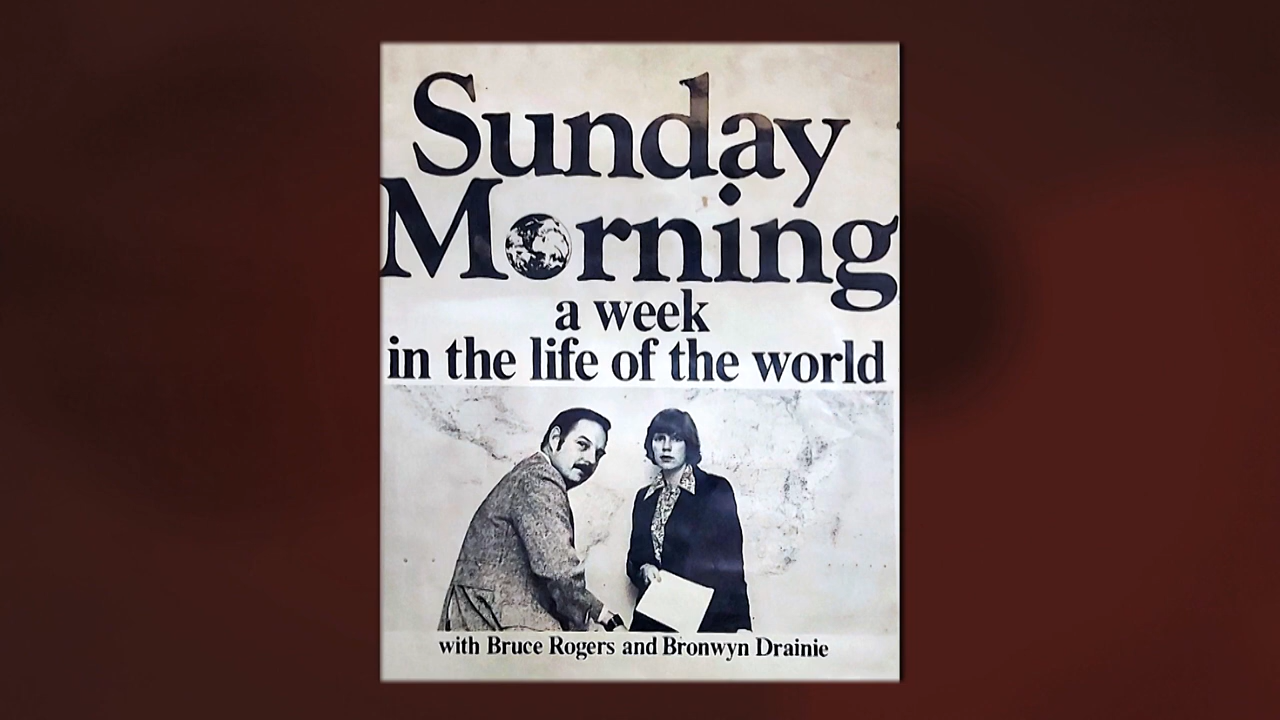 Sunday
Morning
a week
in the life of the world
with Bruce Rogers and Bronwyn Drainie